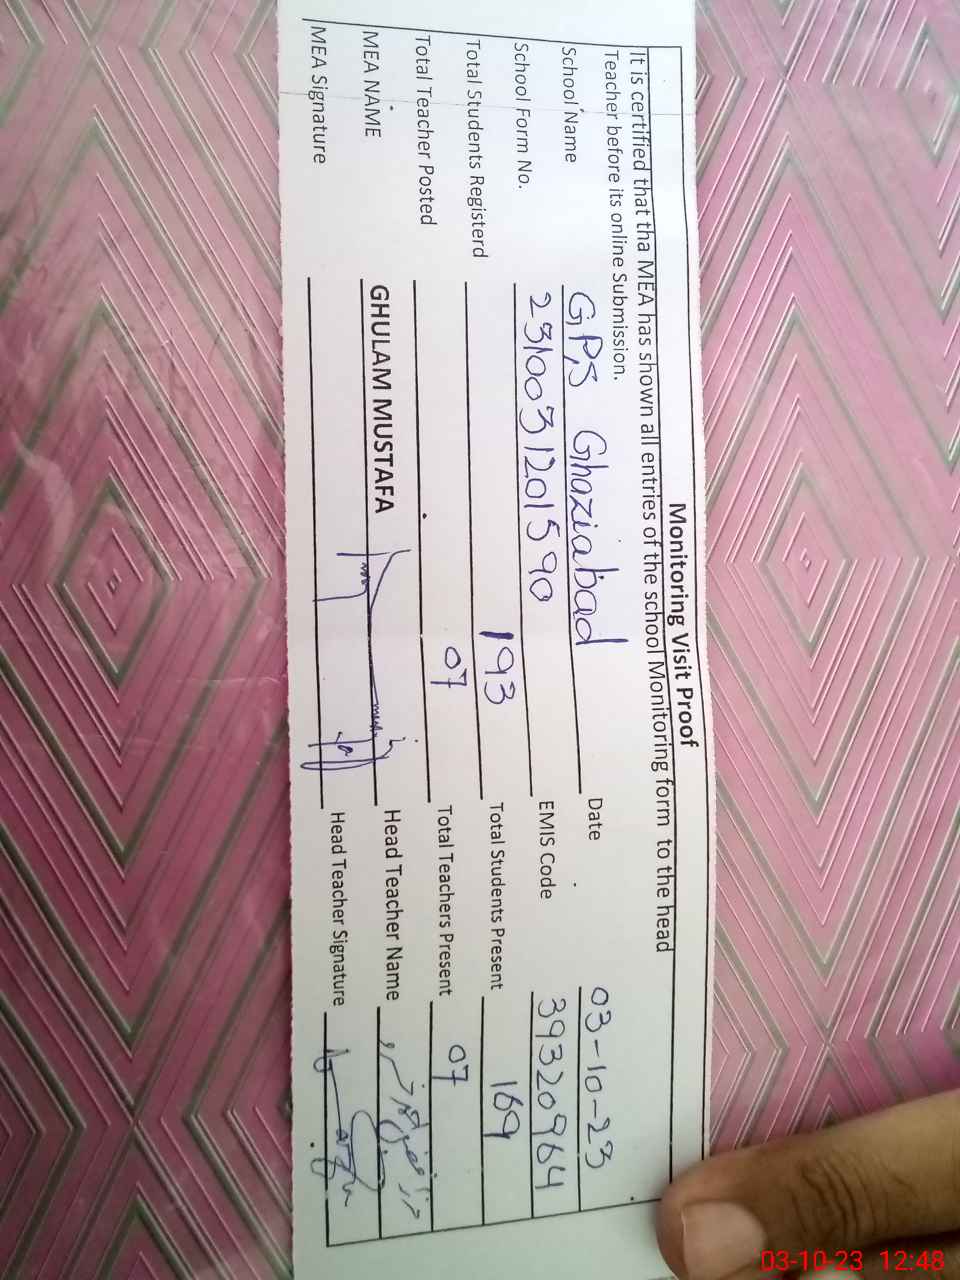 Monitoring Visit Proof
It is certified that tha MEA has shown all entries of the school Monitoring form to the head
Teacher before its online Submission.
School Name GPS Ghaziabad Date 03-10-23
School Form No. 2310031201590 EMIS Code 39320964
Total Students Registerd 193 Total Students Present 169
Total Teacher Posted 07 Total Teachers Present 07
MEA NAME GHULAM MUSTAFA Head Teacher Name
MEA Signature Head Teacher Signature
03-10-23 12:48